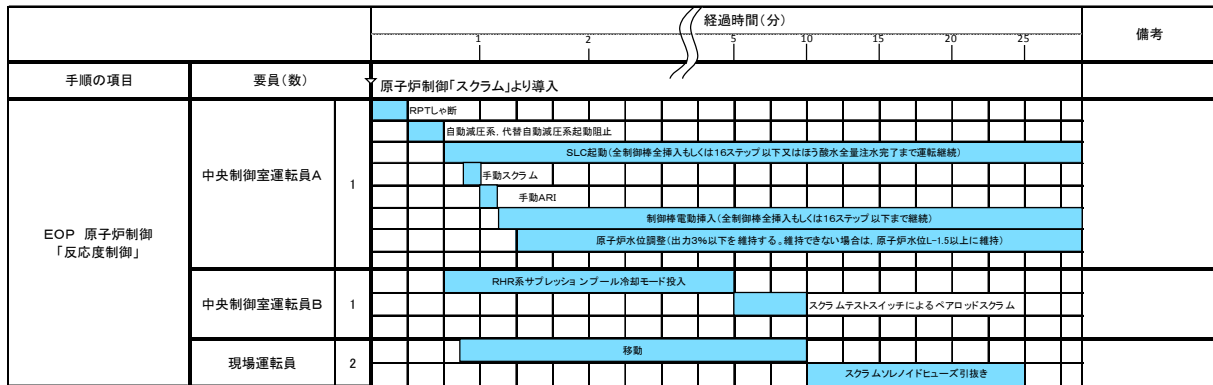 経過時間(分)
備考
1
2
5
10
15
20
25
手順の項目
要員(数)
原子炉制御「スクラム」より導入
EOP 原子炉制御
「反応度制御」
中央制御室運転員A
1
RPTしゃ断
自動減圧系，代替自動減圧系起動阻止
SLC起動(全制御棒全挿入もしくは16ステップ以下又はほう酸水全量注水完了まで運転継続)
手動スクラム
手動ARI
制御棒電動挿入(全制御棒全挿入もしくは16ステップ以下まで継続)
原子炉水位調整(出力3%以下を維持する。維持できない場合は，原子炉水位L-1.5以上に維持)
中央制御室運転員B
1
RHR系サプレッションプール冷却モード投入
スクラムテストスイッチによるペアロッドスクラム
現場運転員
2
移動
スクラムソレノイドヒューズ引抜き